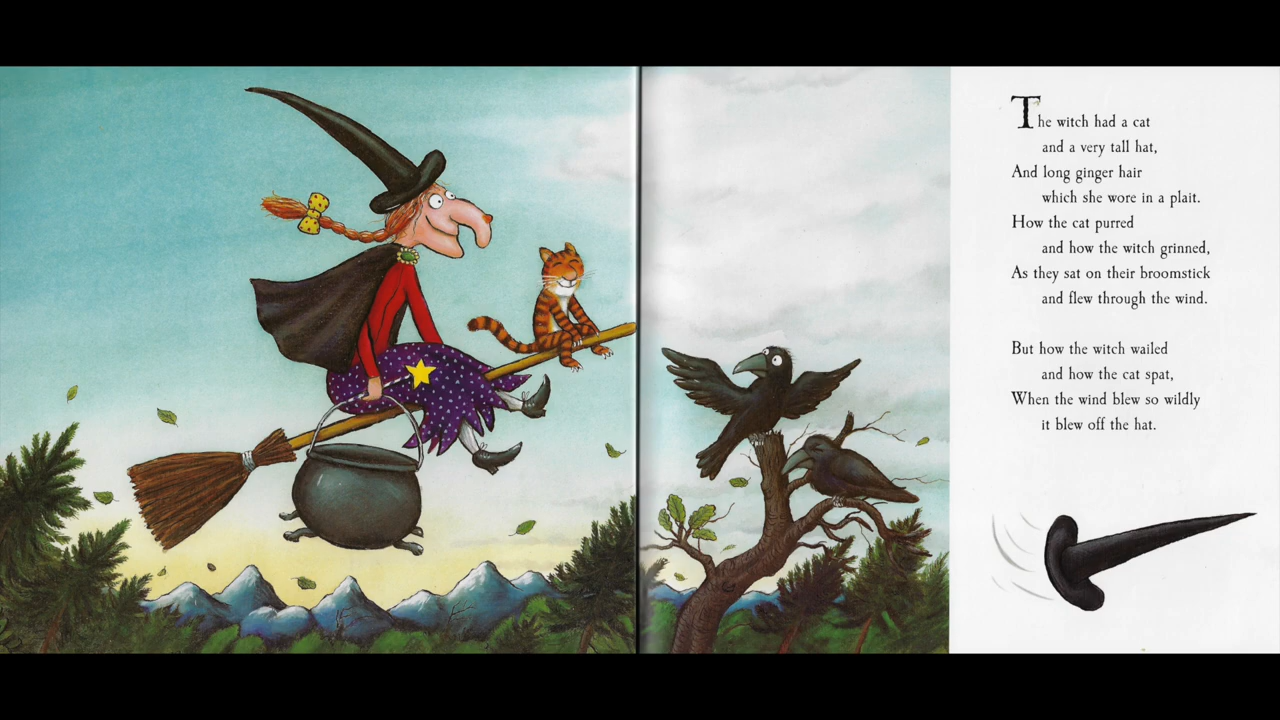 The witch had a cat
and a very tall hat,
And long ginger hair
which she wore in a plait.
How the cat purred
and how the witch grinned,
As they sat on their broomstick
and flew through the wind.
But how the witch wailed
and how the cat spat,
When the wind blew so wildly
it blew off the hat.